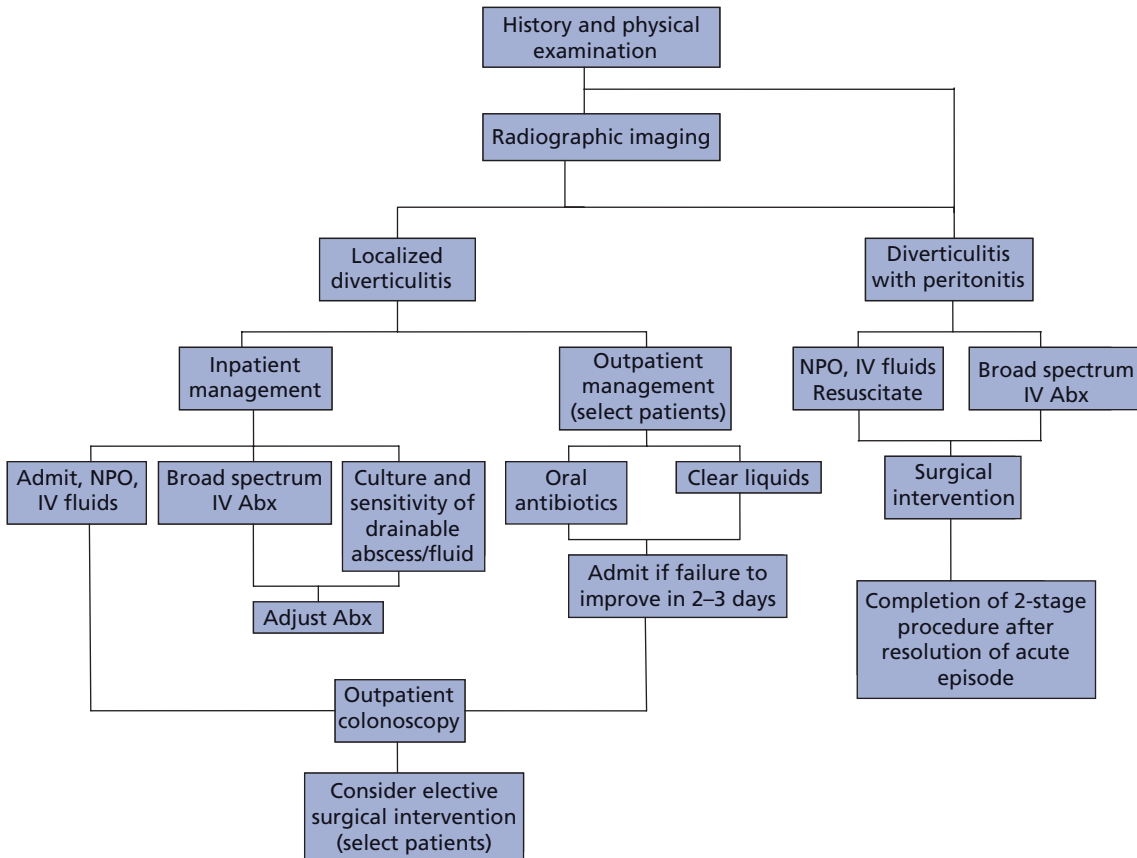 History and physical
examination
Radiographic imaging
Localized
diverticulitis
Diverticulitis
with peritonitis
Inpatient
management
Outpatient
management
(select patients)
NPO, IV fluids
Resuscitate
Broad spectrum
IV Abx
Admit, NPO,
IV fluids
Broad spectrum
IV Abx
Culture and
sensitivity of
drainable
abscess/fluid
Oral
antibiotics
Clear liquids
Surgical
intervention
Adjust Abx
Admit if failure to
improve in 2–3 days
Completion of 2-stage
procedure after
resolution of acute
episode
Outpatient
colonoscopy
Consider elective
surgical intervention
(select patients)